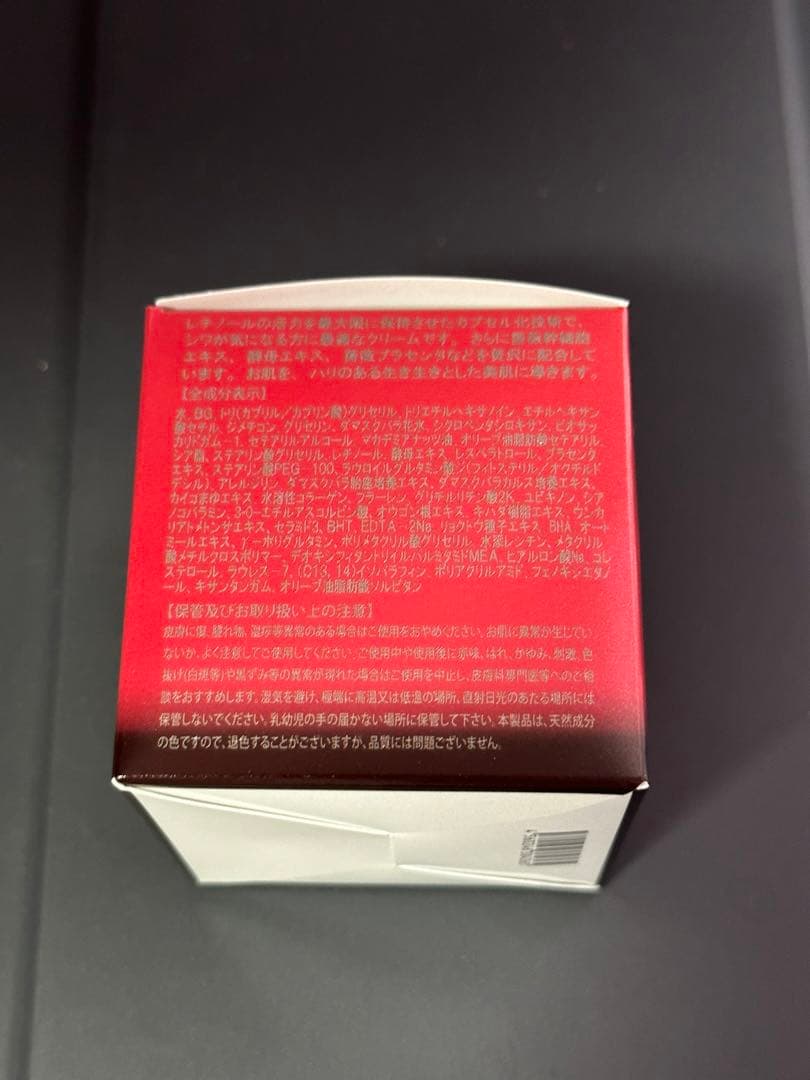 レチノールの活力を最大限に保持させたカプセル化技術で、
シワが気になる方に最適なクリームです。さらに薔薇幹細胞
エキス、酵母エキス、薔薇プラセンタなどを贅沢に配合して
います。お肌を、ハリのある生き生きとした美肌に導きます。
【全成分表示】
水、BG、トリ(カプリル/カプリン酸)グリセリル、トリエチルヘキサノイン、エチルヘキサン
酸セチル、ジメチコン、グリセリン、ダマスクバラ花水、シクロペンタシロキサン、ビオサッ
カリドガム-1、セテアリルアルコール、マカデミアナッツ油、オリーブ油脂肪酸セテアリル、
シア脂、ステアリン酸グリセリル、レチノール、酵母エキス、レスベラトロール、プラセンタ
エキス、ステアリン酸PEG-100、ラウロイルグルタミン酸ジ(フィトステリル/オクチルド
デシル)、アレルノリン、ダマスクバラ胎座培養エキス、ダマスクバラカルス培養エキス、
カイコまゆエキス、水溶性コラーゲン、フラーレン、グリチルリチン酸2K、ユビキノン、シア
ノコバラミン、3-O-エチルアスコルビン酸、オウゴン根エキス、キハダ樹皮エキス、ウンカ
リアトメントサエキス、セラミド3、BHT、EDTA-2Na、リョクトウ種子エキス、BHA、オート
ミールエキス、γ-ポリグルタミン、ポリメタクリル酸グリセリル、水添レシチン、メタクリル
酸メチルクロスポリマー、デオキシフィタントリイルパルミタミドMEA、ヒアルロン酸Na、コレ
ステロール、ラウレス-7、(C13,14)イソパラフィン、ポリアクリルアミド、フェノキシエタノ
ール、キサンタンガム、オリーブ油脂肪酸ソルビタン
【保管及びお取り扱い上の注意】
皮膚に傷、腫れ物、湿疹等異常のある場合はご使用をおやめください。お肌に異常が生じてい
ないか、よく注意してご使用してください。ご使用中や使用後に赤味、はれ、かゆみ、刺激、色
抜け(白斑等)や黒ずみ等の異常が現れた場合はご使用を中止し、皮膚科専門医等へのご相
談をおすすめします。湿気を避け、極端に高温又は低温の場所、直射日光のあたる場所には
保管しないでください。乳幼児の手の届かない場所に保管して下さい。本製品は、天然成分
の色ですので、退色することがございますが、品質には問題ございません。